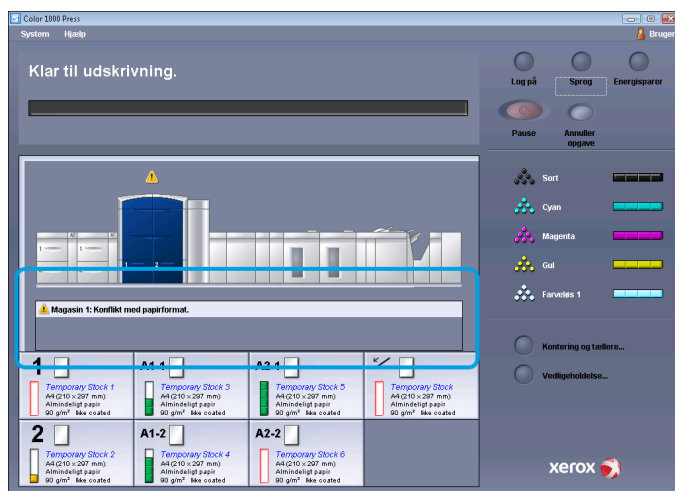 Color 1000 Press
System Hjælp
Bruger
Klar til udskrivning.
Log på Sprog Energisparer
Pause Annuller opgave
Sort
Cyan
Magenta
Gul
Farveløs 1
A2 A1
1 1
1 2
Magasin 1: Konflikt med papirformat.
Kontering og tællere...
Vedligeholdelse...
1
Temporary Stock 1
A4 (210 x 297 mm)
Almindeligt papir
90 g/m² Ikke coated
A1-1
Temporary Stock 3
A4 (210 x 297 mm)
Almindeligt papir
90 g/m² Ikke coated
A2-1
Temporary Stock 5
A4 (210 x 297 mm)
Almindeligt papir
90 g/m² Ikke coated
Temporary Stock
A4 (210 x 297 mm)
Almindeligt papir
90 g/m² Ikke coated
2
Temporary Stock 2
A4 (210 x 297 mm)
Almindeligt papir
90 g/m² Ikke coated
A1-2
Temporary Stock 4
A4 (210 x 297 mm)
Almindeligt papir
90 g/m² Ikke coated
A2-2
Temporary Stock 6
A4 (210 x 297 mm)
Almindeligt papir
90 g/m² Ikke coated
xerox